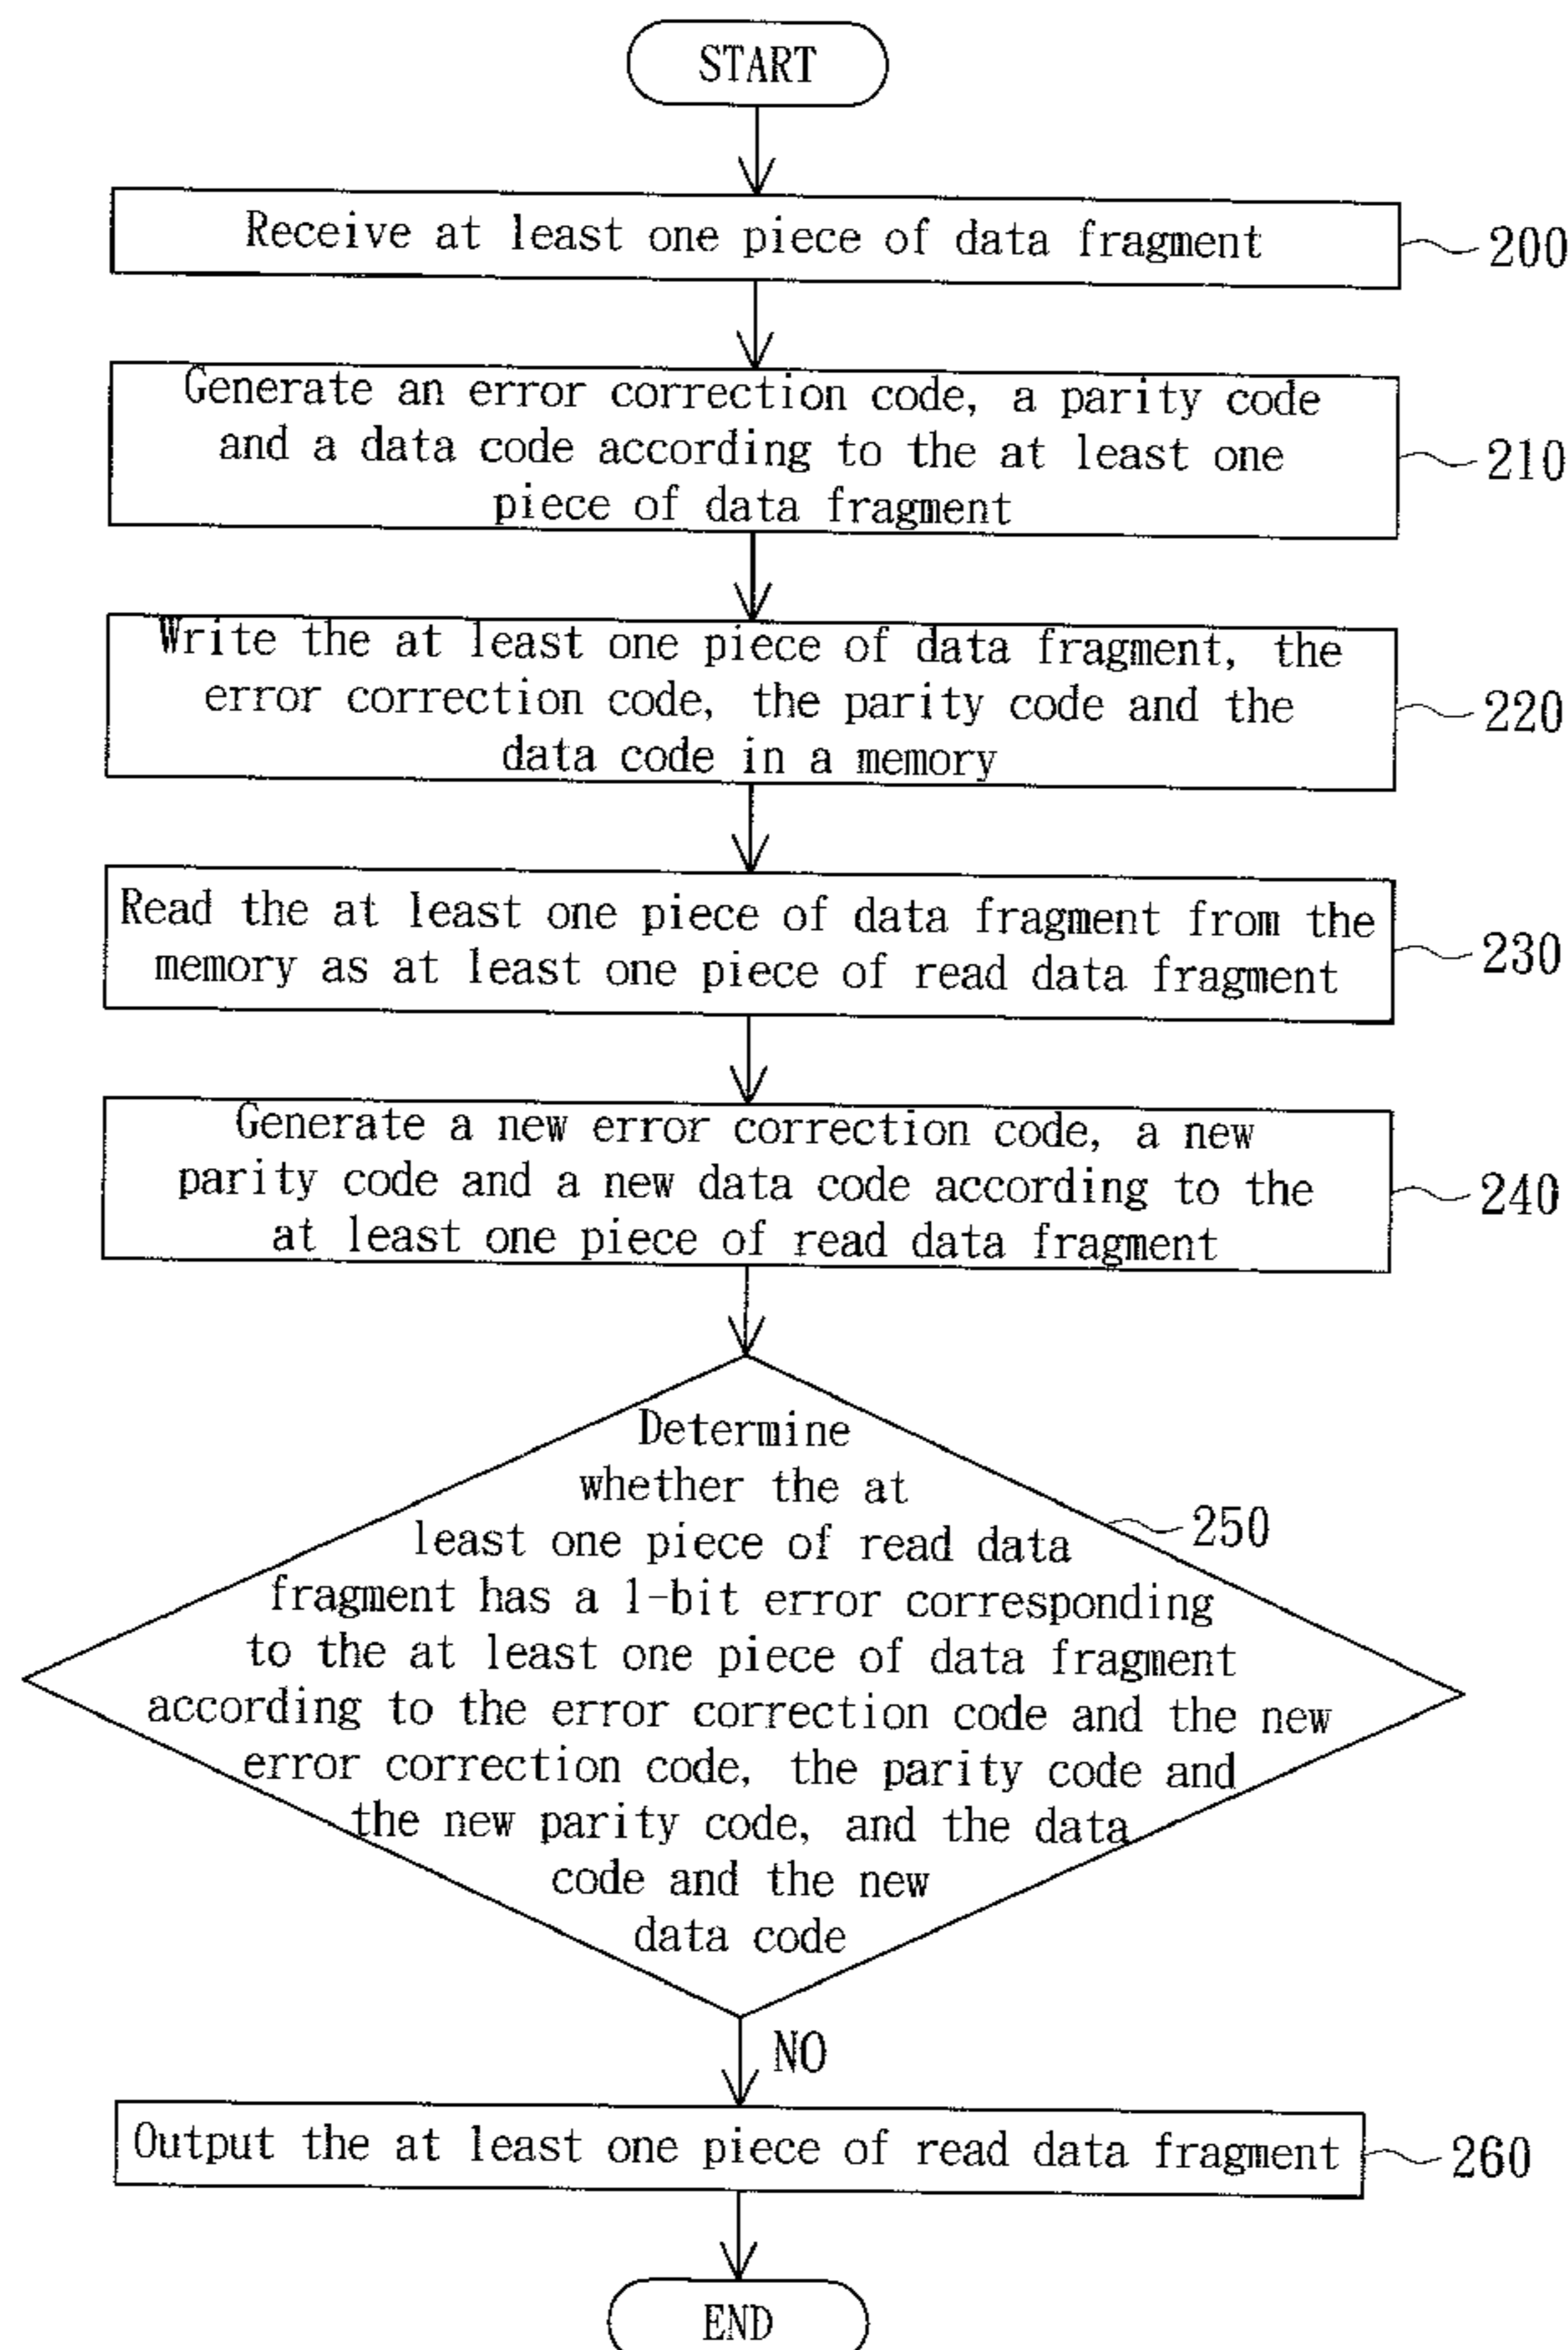 START
Receive at least one piece of data fragment
200
Generate an error correction code, a parity code
and a data code according to the at least one
piece of data fragment
210
Write the at least one piece of data fragment, the
error correction code, the parity code and the
data code in a memory
220
Read the at least one piece of data fragment from the
memory as at least one piece of read data fragment
230
Generate a new error correction code, a new
parity code and a new data code according to the
at least one piece of read data fragment
240
Determine
whether the at
least one piece of read data
fragment has a 1-bit error corresponding
to the at least one piece of data fragment
according to the error correction code and the new
error correction code, the parity code and
the new parity code, and the data
code and the new
data code
250
NO
Output the at least one piece of read data fragment
260
END